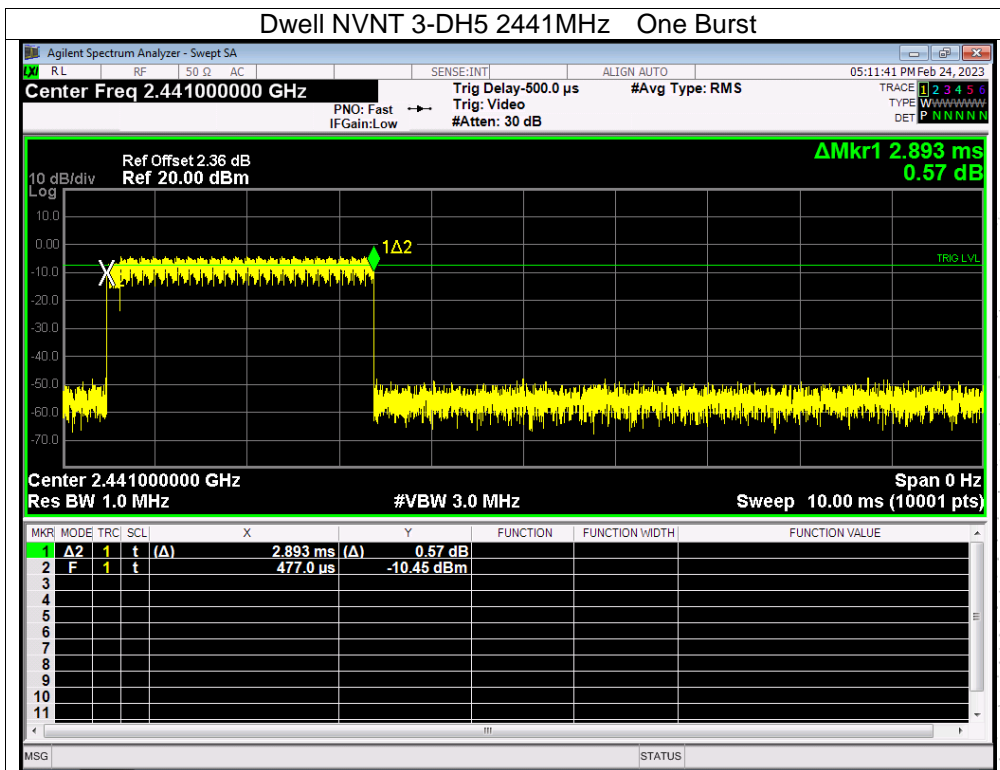 Dwell NVNT 3-DH5 2441MHz One Burst
Agilent Spectrum Analyzer - Swept SA
LXI RL RF 50 Ω AC SENSE:INT ALIGN AUTO 05:11:41 PM Feb 24, 2023
Center Freq 2.441000000 GHz
PNO: Fast
IFGain:Low
Trig Delay-500.0 µs
Trig: Video
#Atten: 30 dB
#Avg Type: RMS
TRACE 1 2 3 4 5 6
TYPE WWWWWW
DET P N N N N N
ΔMkr1 2.893 ms
0.57 dB
Ref Offset 2.36 dB
10 dB/div Ref 20.00 dBm
Log
10.0
0.00
-10.0
-20.0
-30.0
-40.0
-50.0
-60.0
-70.0
1Δ2
TRIG LVL
X
Center 2.441000000 GHz Span 0 Hz
Res BW 1.0 MHz #VBW 3.0 MHz Sweep 10.00 ms (10001 pts)
MKR MODE TRC SCL X Y FUNCTION FUNCTION WIDTH FUNCTION VALUE
1 Δ2 1 t (Δ) 2.893 ms (Δ) 0.57 dB
2 F 1 t 477.0 µs -10.45 dBm
3
4
5
6
7
8
9
10
11
MSG STATUS